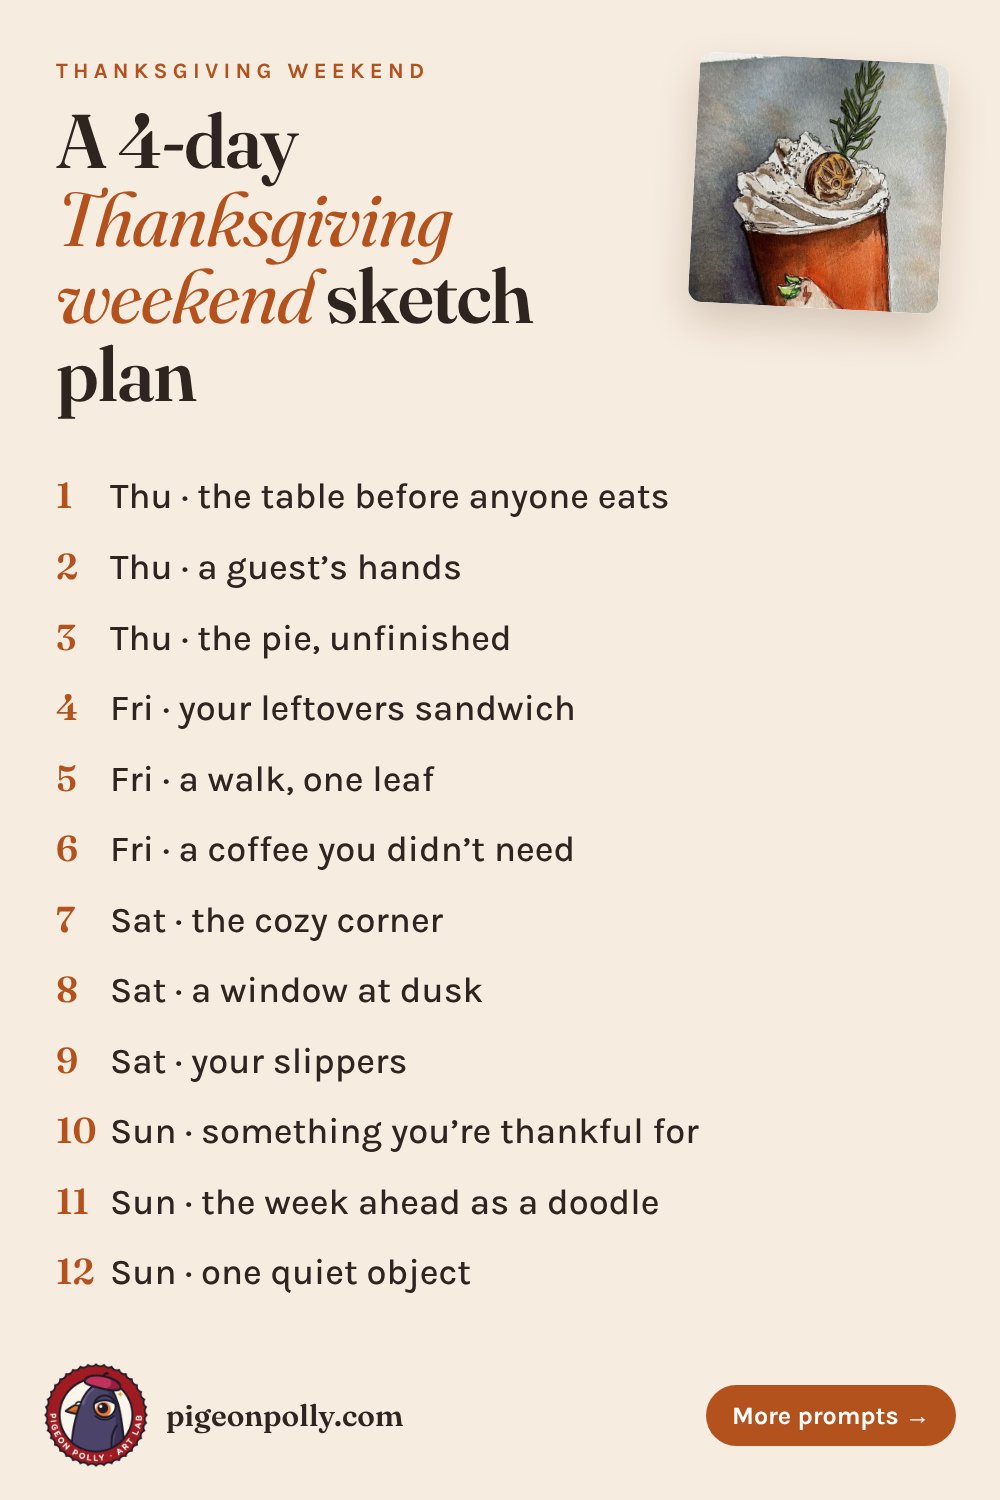 THANKSGIVING WEEKEND
A 4-day
Thanksgiving
weekend sketch
plan
1 Thu · the table before anyone eats
2 Thu · a guest’s hands
3 Thu · the pie, unfinished
4 Fri · your leftovers sandwich
5 Fri · a walk, one leaf
6 Fri · a coffee you didn’t need
7 Sat · the cozy corner
8 Sat · a window at dusk
9 Sat · your slippers
10 Sun · something you’re thankful for
11 Sun · the week ahead as a doodle
12 Sun · one quiet object
PIGEON POLLY · ART LAB
pigeonpolly.com
More prompts →